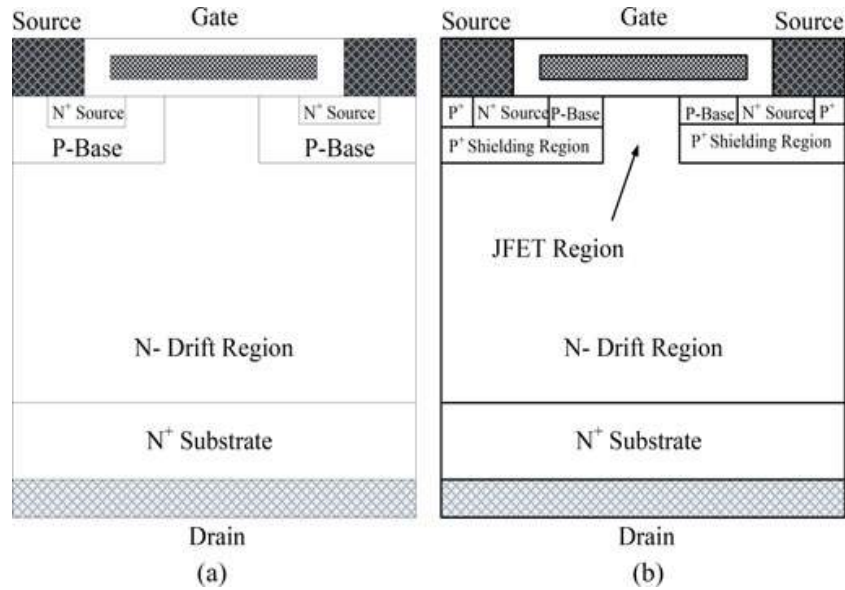 Source Gate
N⁺ Source N⁺ Source
P-Base P-Base
N- Drift Region
N⁺ Substrate
Drain
(a)
Source Gate Source
P⁺ N⁺ Source P-Base P-Base N⁺ Source P⁺
P⁺ Shielding Region P⁺ Shielding Region
JFET Region
N- Drift Region
N⁺ Substrate
Drain
(b)